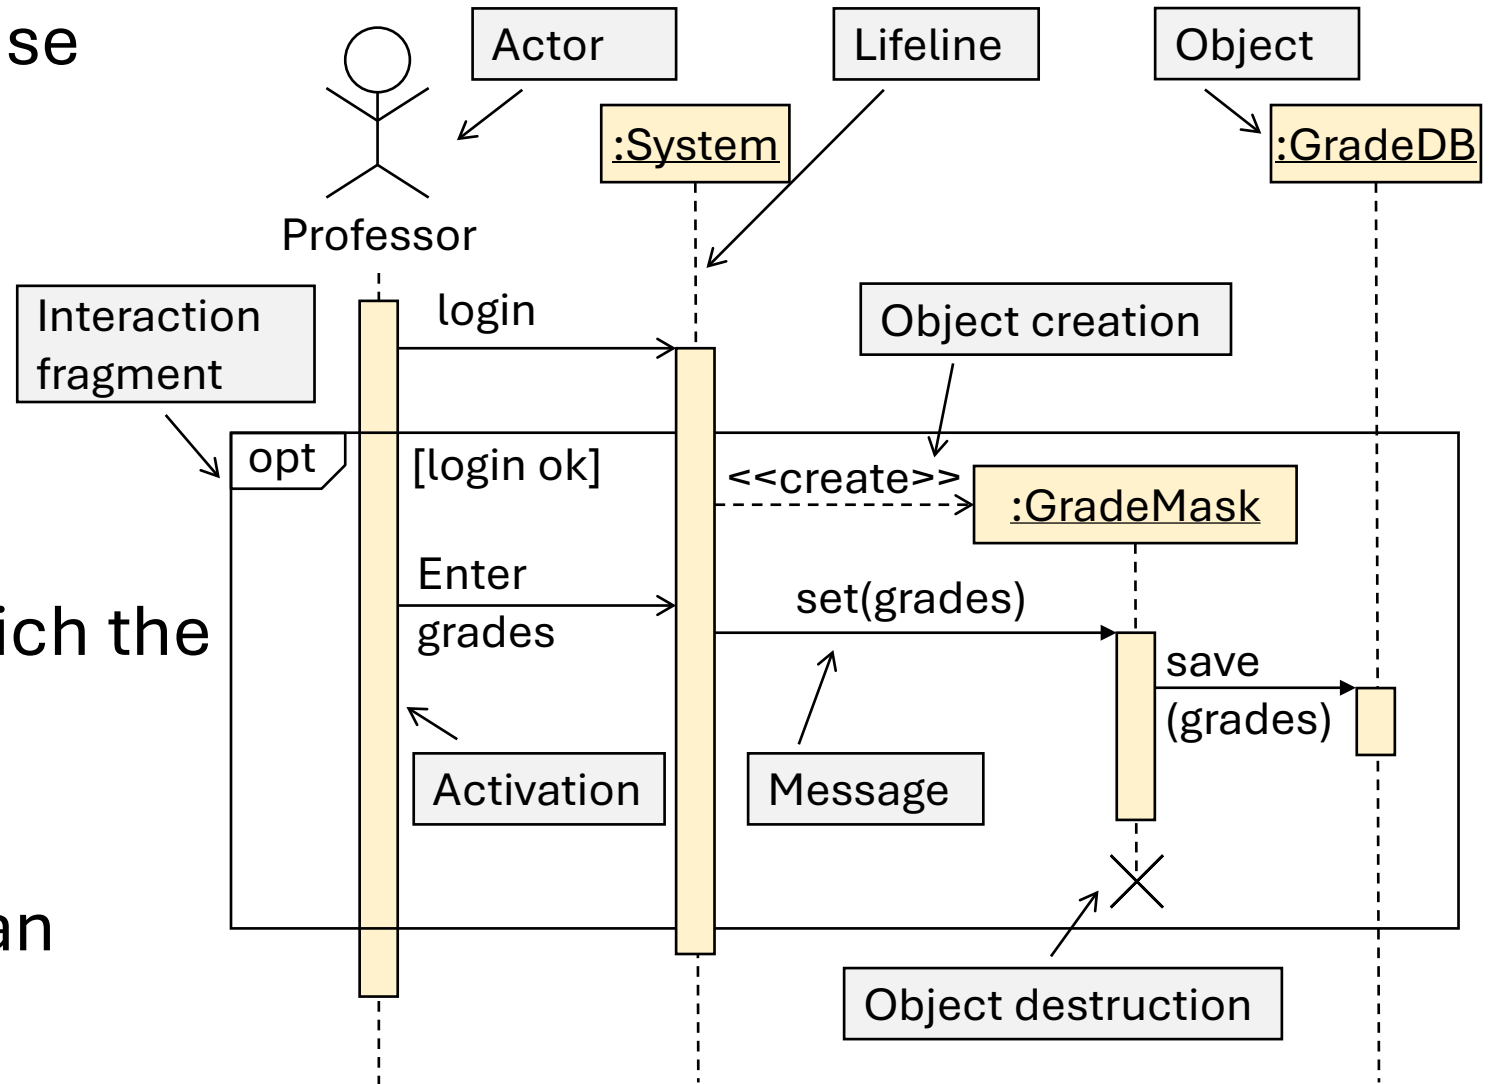 se
Actor
Lifeline
Object
:System
:GradeDB
Professor
Interaction
fragment
login
Object creation
opt
[login ok]
<<create>>
:GradeMask
Enter
grades
set(grades)
ich the
save
(grades)
Activation
Message
an
Object destruction